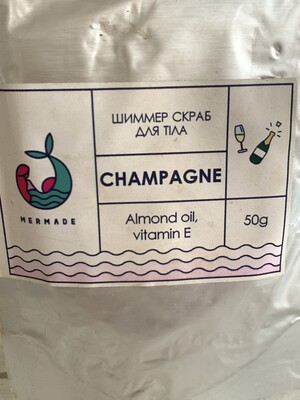 ШИММЕР СКРАБ
ДЛЯ ТІЛА
CHAMPAGNE
MERMADE
Almond oil,
vitamin E
50g